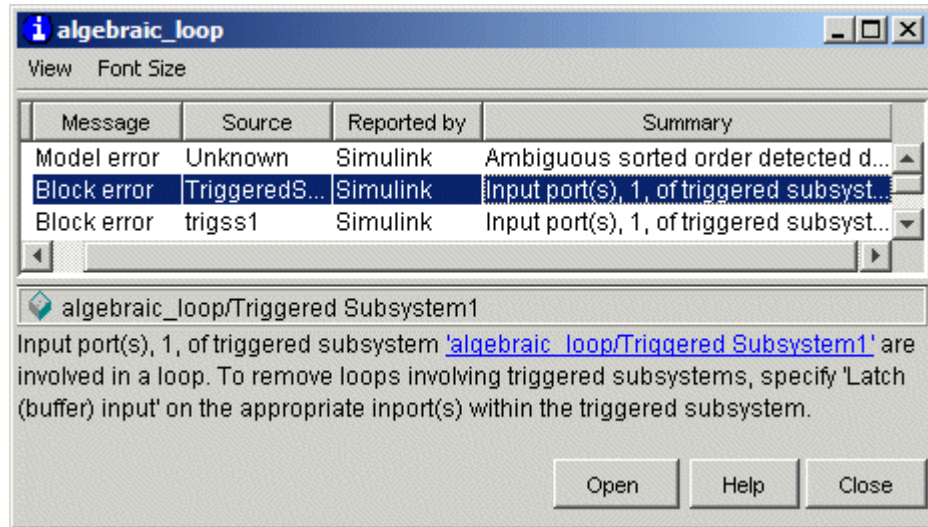 algebraic_loop
View Font Size
Message Source Reported by Summary
Model error Unknown Simulink Ambiguous sorted order detected d...
Block error TriggeredS... Simulink Input port(s), 1, of triggered subsyst...
Block error trigss1 Simulink Input port(s), 1, of triggered subsyst...
algebraic_loop/Triggered Subsystem1
Input port(s), 1, of triggered subsystem 'algebraic_loop/Triggered Subsystem1' are
involved in a loop. To remove loops involving triggered subsystems, specify 'Latch
(buffer) input' on the appropriate inport(s) within the triggered subsystem.
Open Help Close